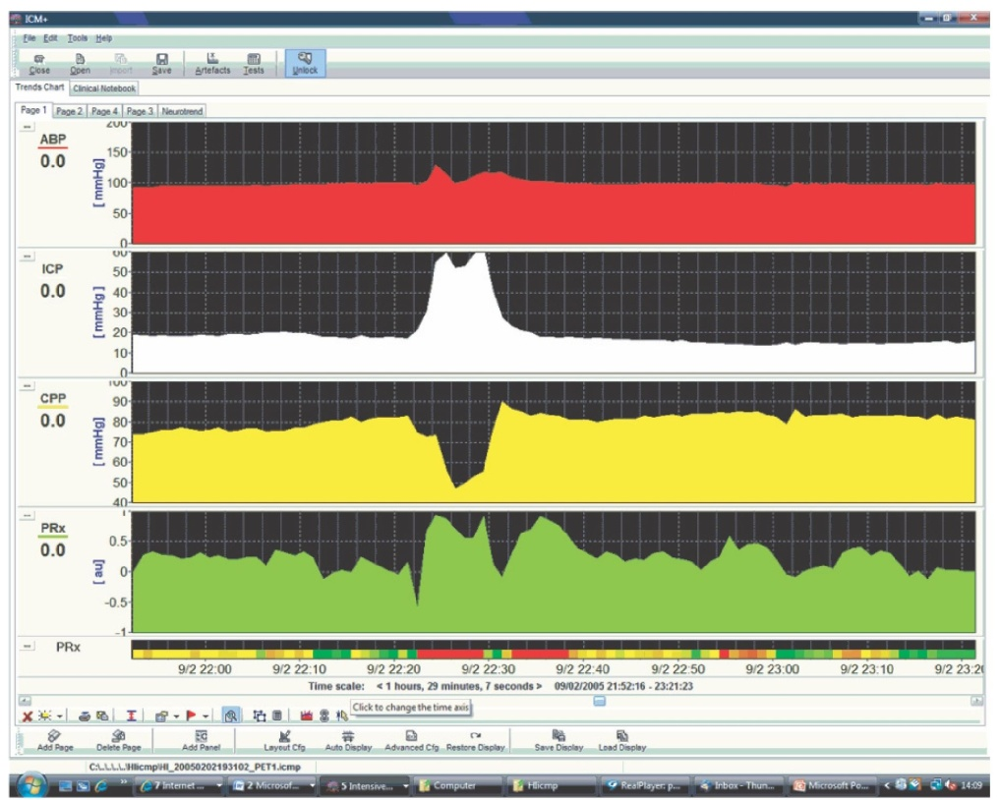 ICM+
File Edit Tools Help
Close Open Import Save Artefacts Tests Unlock
Trends Chart Clinical Notebook
Page 1 Page 2 Page 4 Page 3 Neurotrend
ABP
0.0
[mmHg]
200
150
100
50
0
ICP
0.0
[mmHg]
60
50
40
30
20
10
0
CPP
0.0
[mmHg]
100
90
80
70
60
50
40
PRx
0.0
[au]
1
0.5
0
-0.5
-1
PRx
9/2 22:00 9/2 22:10 9/2 22:20 9/2 22:30 9/2 22:40 9/2 22:50 9/2 23:00 9/2 23:10 9/2 23:20
Time scale: < 1 hours, 29 minutes, 7 seconds > 09/02/2005 21:52:16 - 23:21:23
Click to change the time axis
Add Page Delete Page Add Panel Layout Cfg Auto Display Advanced Cfg Restore Display Save Display Load Display
C:\..\..\..\Hlicmp\HI_20050202193102_PET1.icmp
7 Internet ... 2 Microsof... 5 Intensive... Computer Hlicmp RealPlayer: p... Inbox - Thun... Microsoft Po... 14:09